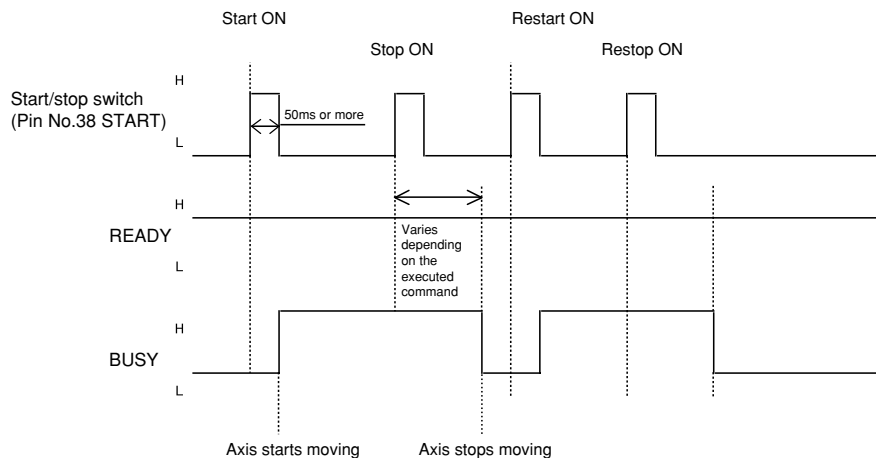 Start ON
Restart ON
Stop ON
Restop ON
H
Start/stop switch
(Pin No.38 START)
50ms or more
L
H
READY
Varies
depending
on the
executed
command
L
H
BUSY
L
Axis starts moving
Axis stops moving